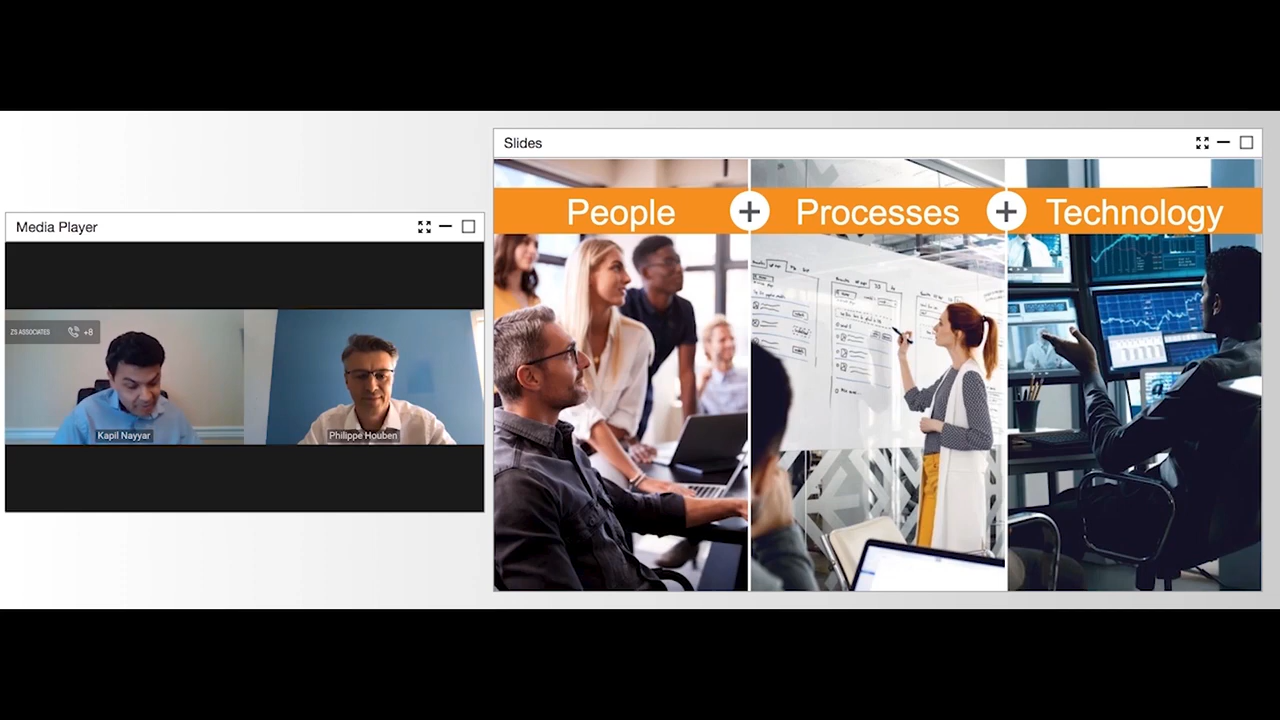 Slides
People + Processes + Technology
Media Player
ZS ASSOCIATES +8
Kapil Nayyar
Philippe Houben